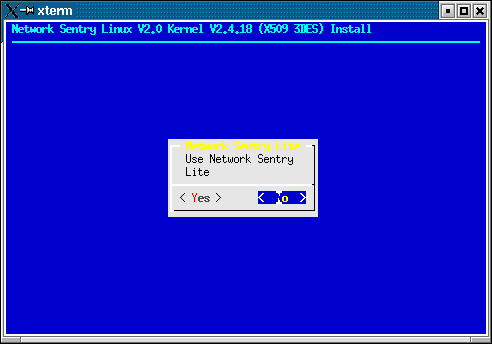 xterm
Network Sentry Linux V2.0 Kernel V2.4.18 (X509 3DES) Install
Network Sentry Lite
Use Network Sentry
Lite
< Yes > < No >